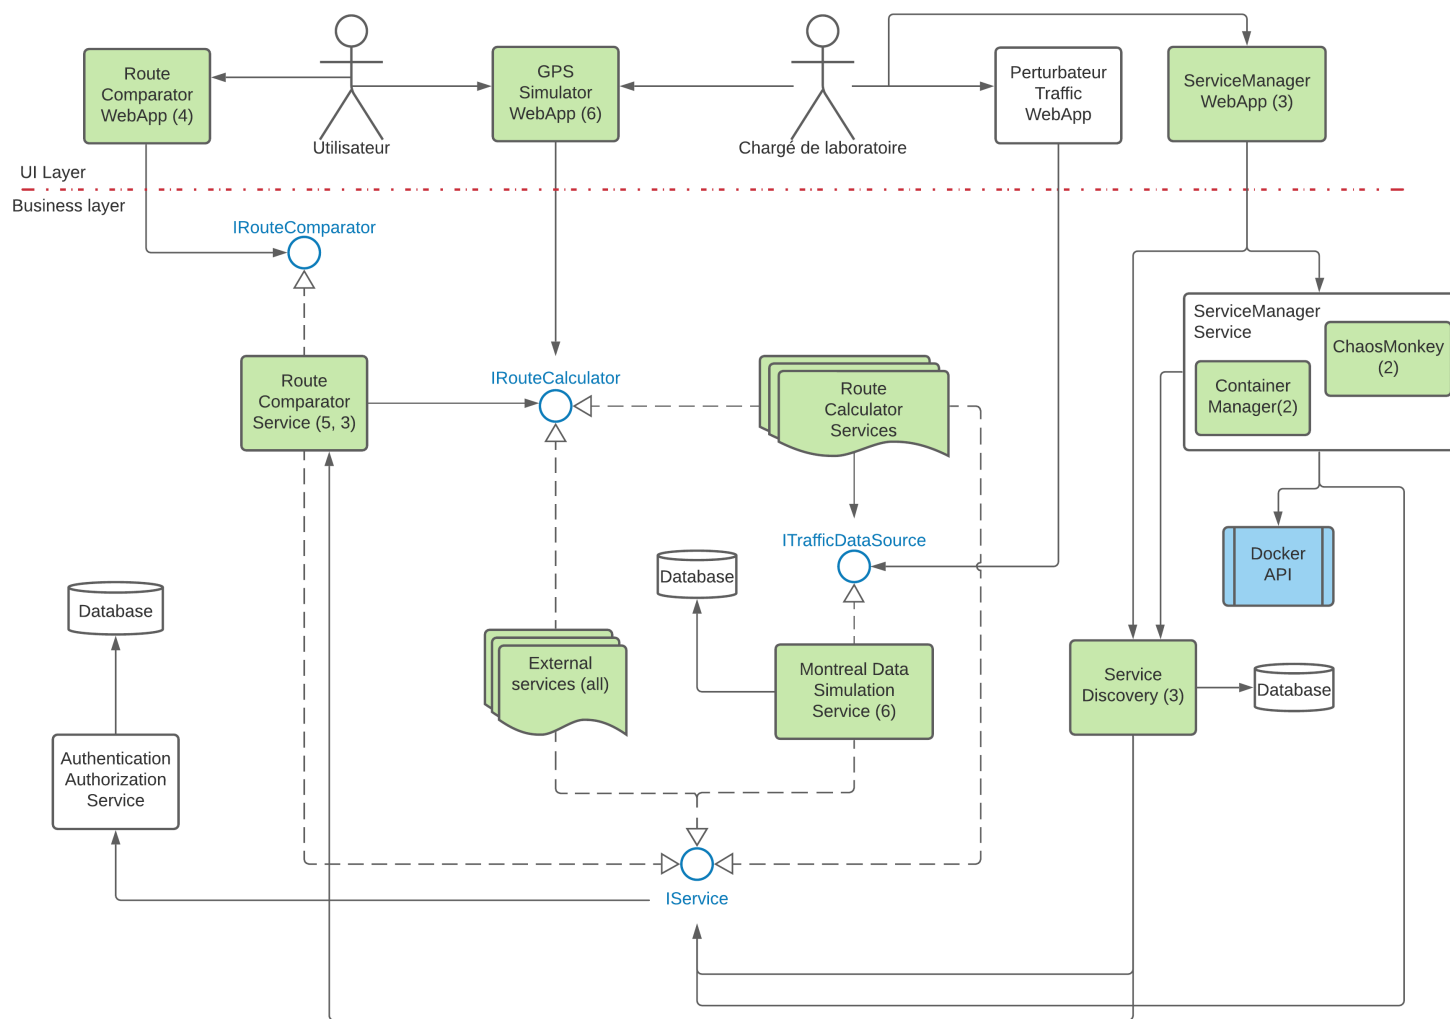 Route
Comparator
WebApp (4)
GPS
Simulator
WebApp (6)
Perturbateur
Traffic
WebApp
ServiceManager
WebApp (3)
Utilisateur
Chargé de laboratoire
UI Layer
Business layer
IRouteComparator
ServiceManager
Service
ChaosMonkey
(2)
Container
Manager(2)
Route
Comparator
Service (5, 3)
IRouteCalculator
Route
Calculator
Services
ITrafficDataSource
Docker
API
Database
Database
External
services (all)
Montreal Data
Simulation
Service (6)
Service
Discovery (3)
Database
Authentication
Authorization
Service
IService